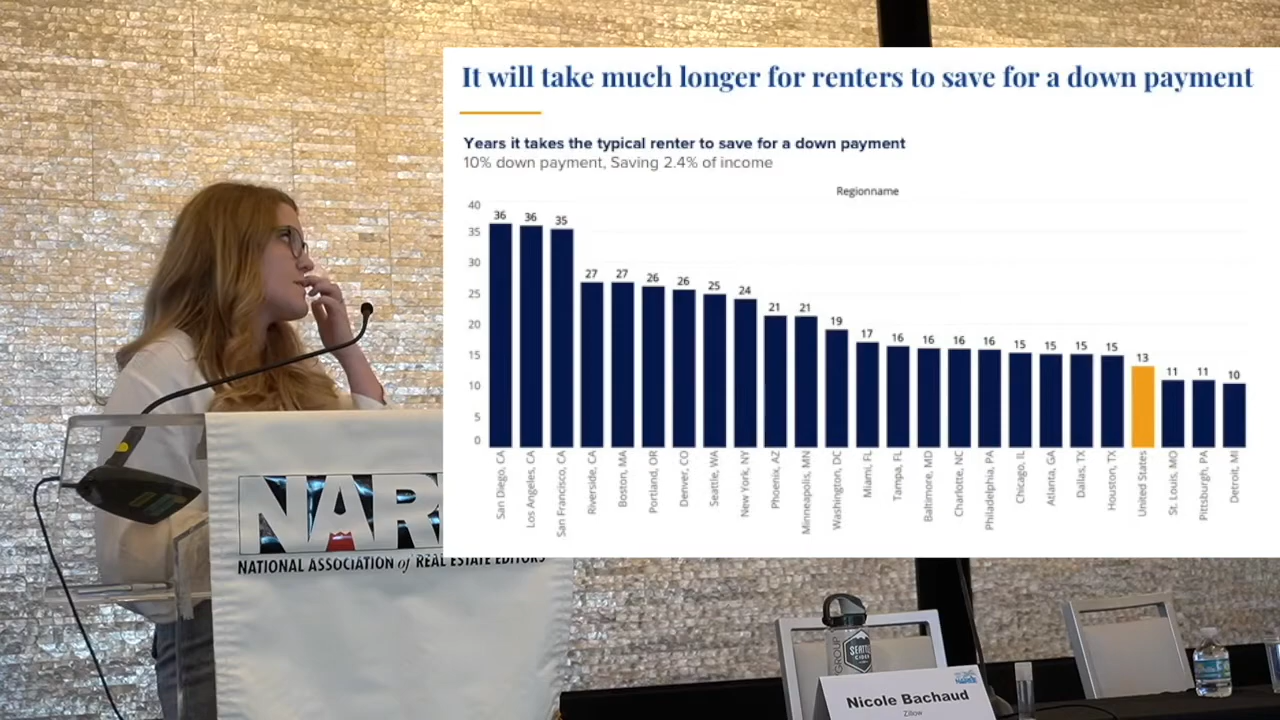 It will take much longer for renters to save for a down payment
Years it takes the typical renter to save for a down payment
10% down payment, Saving 2.4% of income
Regionname
40
35
30
25
20
15
10
5
0
36
36
35
27
27
26
26
25
24
21
21
19
17
16
16
16
16
15
15
15
15
13
11
11
10
San Diego, CA
Los Angeles, CA
San Francisco, CA
Riverside, CA
Boston, MA
Portland, OR
Denver, CO
Seattle, WA
New York, NY
Phoenix, AZ
Minneapolis, MN
Washington, DC
Miami, FL
Tampa, FL
Baltimore, MD
Charlotte, NC
Philadelphia, PA
Chicago, IL
Atlanta, GA
Dallas, TX
Houston, TX
United States
St. Louis, MO
Pittsburgh, PA
Detroit, MI
NAR
NATIONAL ASSOCIATION of REAL ESTATE EDITORS
GROUP
SEATTLE
CIDER
Nicole Bachaud
Zillow